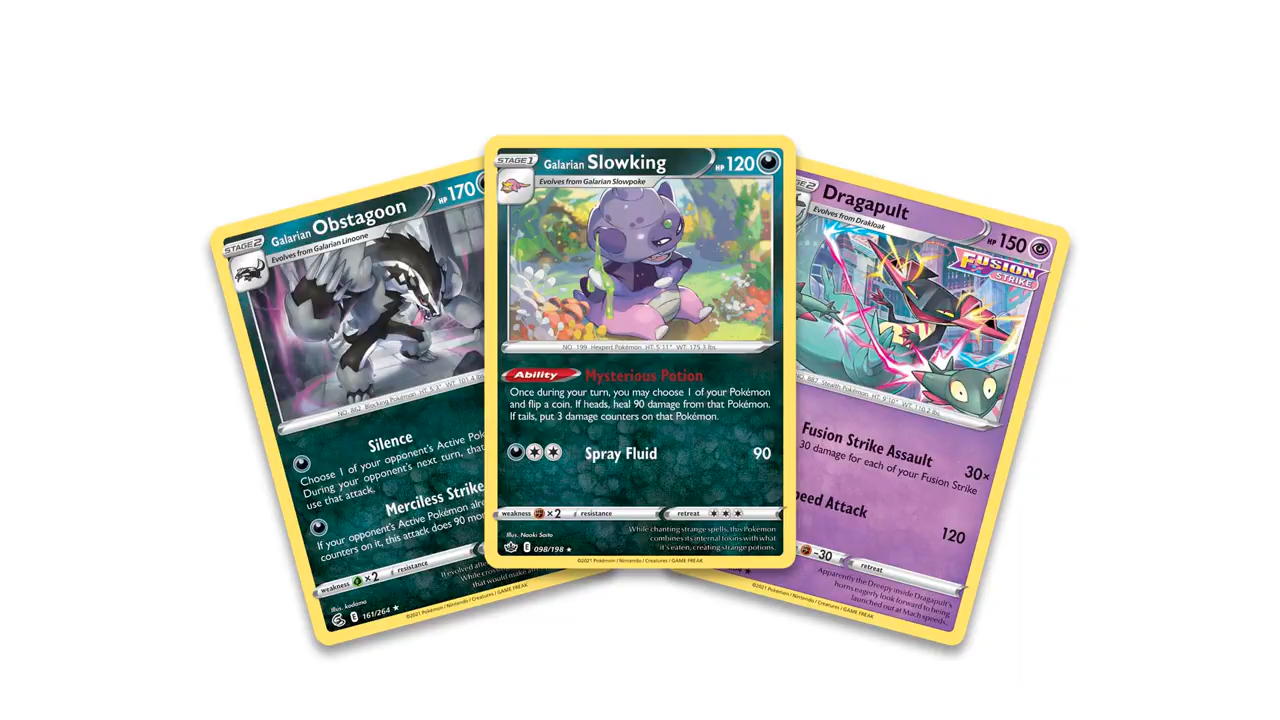 STAGE2
Galarian Obstagoon
HP 170
Evolves from Galarian Linoone
NO. 862 Blocking Pokémon HT: 5'3" WT: 101.4 lbs.
Silence
Choose 1 of your opponent's Active Pok
During your opponent's next turn, that
use that attack.
Merciless Strike
If your opponent's Active Pokémon
counters on it, this attack does 90
weakness ×2 resistance
If evolved after
that would make
Illus. kodama
E 161/264 ★
©2021 Pokémon / Nintendo / Creatures / GAME FREAK
STAGE1
Galarian Slowking
HP 120
Evolves from Galarian Slowpoke
NO. 199 Hexpert Pokémon HT: 5'11" WT: 175.3 lbs.
Ability Mysterious Potion
Once during your turn, you may choose 1 of your Pokémon
and flip a coin. If heads, heal 90 damage from that Pokémon.
If tails, put 3 damage counters on that Pokémon.
Spray Fluid 90
weakness ×2 resistance retreat
While chanting strange spells, this Pokémon
combines its internal toxins with what
it's eaten, creating strange potions.
Illus. Naoki Saito
E 098/198 ★
©2021 Pokémon / Nintendo / Creatures / GAME FREAK
Dragapult
HP 150
Evolves from Drakloak
FUSION
STRIKE
NO. 887 Stealth Pokémon HT: 9'10" WT: 110.2 lbs.
Fusion Strike Assault 30×
30 damage for each of your Fusion Strike
peed Attack
120
-30 retreat
Apparently the Dreepy inside Dragapult's
horns eagerly look forward to being
launched out at Mach speeds.
©2021 Pokémon / Nintendo / Creatures / GAME FREAK